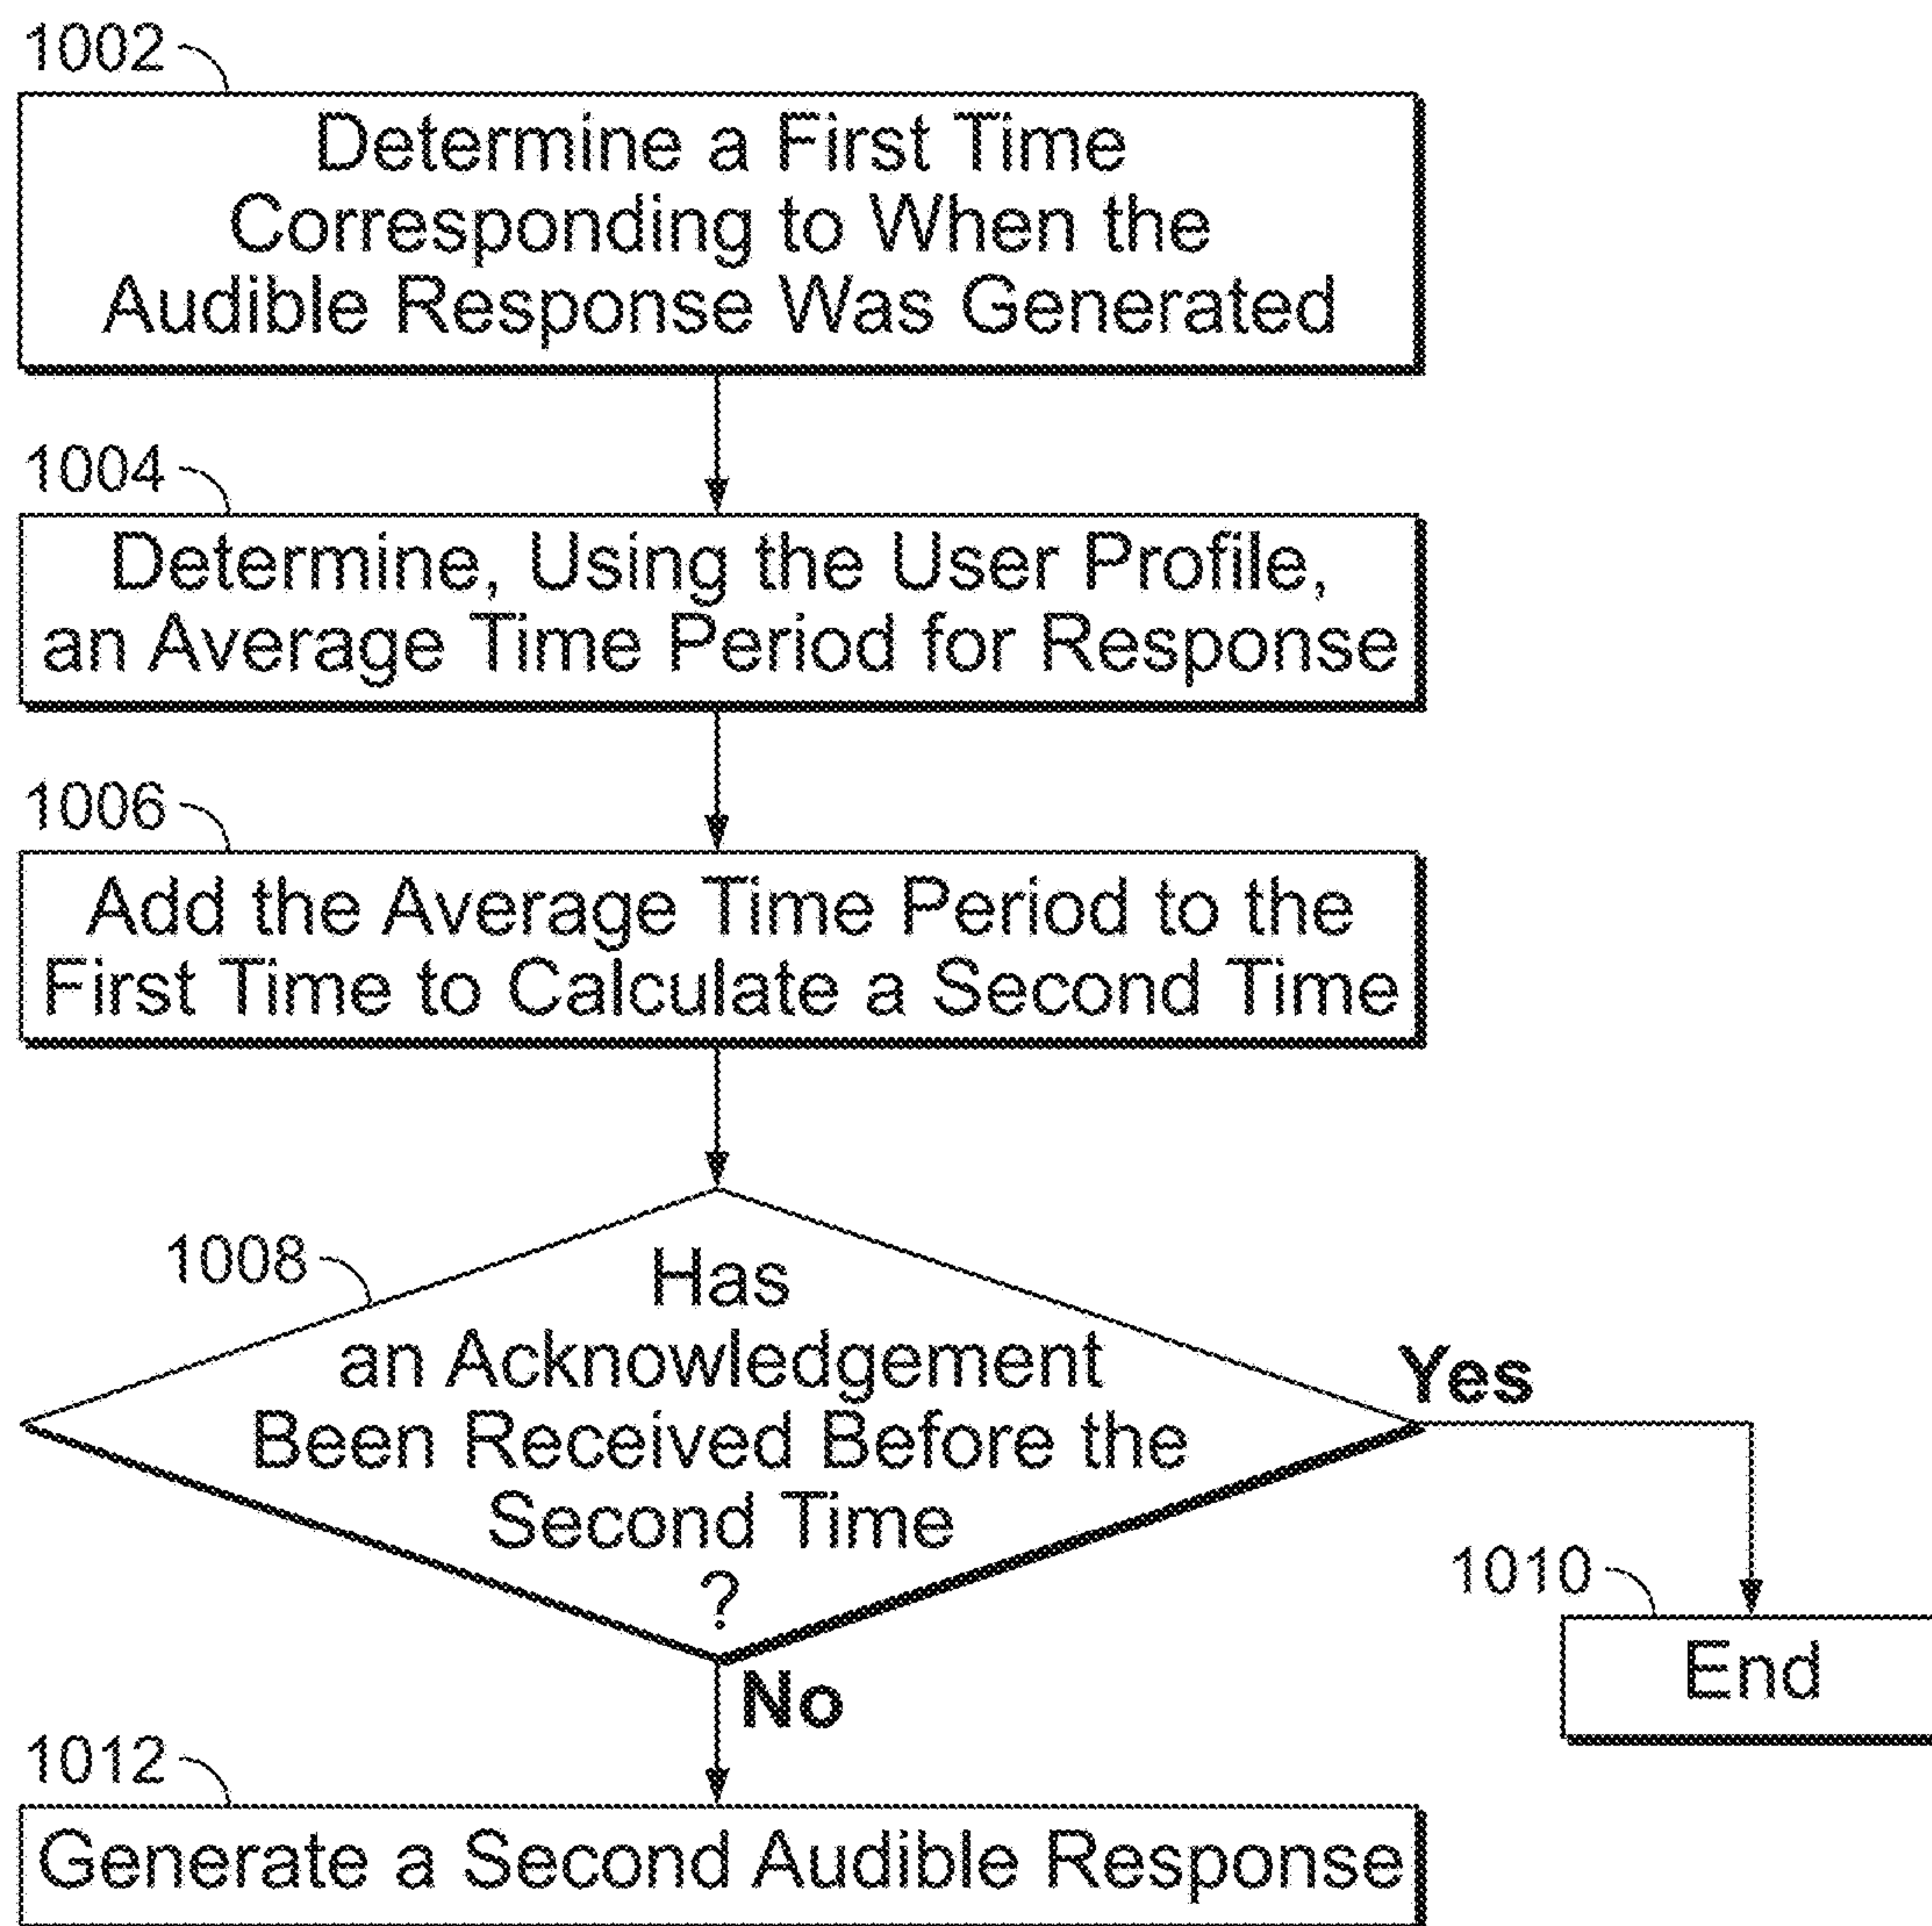 1002
Determine a First Time
Corresponding to When the
Audible Response Was Generated
1004
Determine, Using the User Profile,
an Average Time Period for Response
1006
Add the Average Time Period to the
First Time to Calculate a Second Time
1008
Has
an Acknowledgement
Been Received Before the
Second Time
?
Yes
1010
End
No
1012
Generate a Second Audible Response